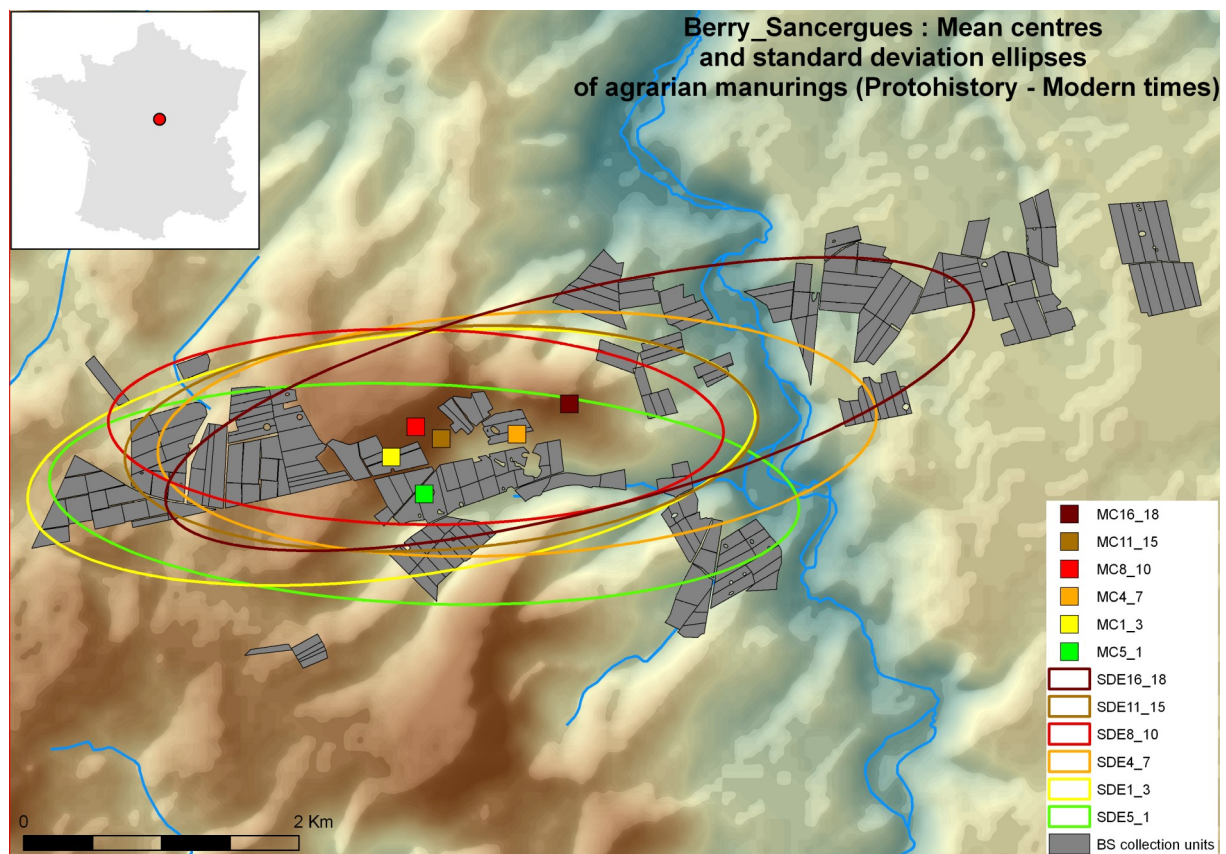 Berry_Sancergues : Mean centres
and standard deviation ellipses
of agrarian manurings (Protohistory - Modern times)
MC16_18
MC11_15
MC8_10
MC4_7
MC1_3
MC5_1
SDE16_18
SDE11_15
SDE8_10
SDE4_7
SDE1_3
SDE5_1
BS collection units
0 2 Km